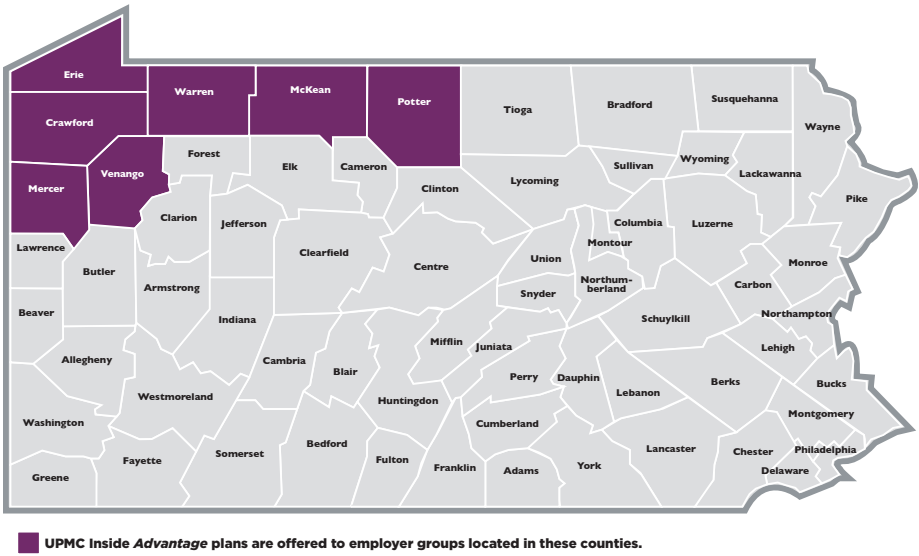 Erie
Warren
McKean
Potter
Tioga
Bradford
Susquehanna
Wayne
Crawford
Forest
Elk
Cameron
Sullivan
Wyoming
Lackawanna
Mercer
Venango
Clinton
Lycoming
Pike
Clarion
Jefferson
Columbia
Luzerne
Lawrence
Clearfield
Centre
Union
Montour
Monroe
Butler
Armstrong
Snyder
Northum-
berland
Carbon
Beaver
Indiana
Schuylkill
Northampton
Allegheny
Cambria
Blair
Mifflin
Juniata
Lehigh
Westmoreland
Huntingdon
Perry
Dauphin
Lebanon
Berks
Bucks
Washington
Cumberland
Montgomery
Greene
Fayette
Somerset
Bedford
Fulton
Franklin
Adams
York
Lancaster
Chester
Philadelphia
Delaware
UPMC Inside Advantage plans are offered to employer groups located in these counties.